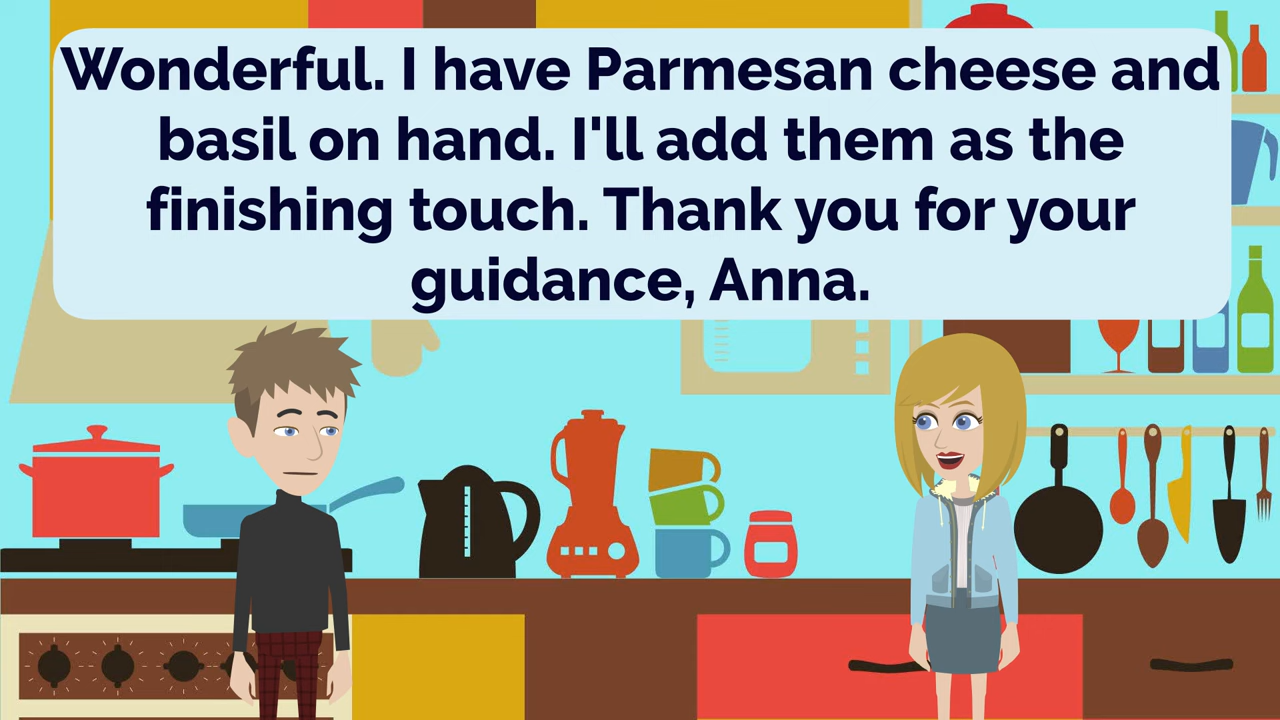 Wonderful. I have Parmesan cheese and
basil on hand. I'll add them as the
finishing touch. Thank you for your
guidance, Anna.